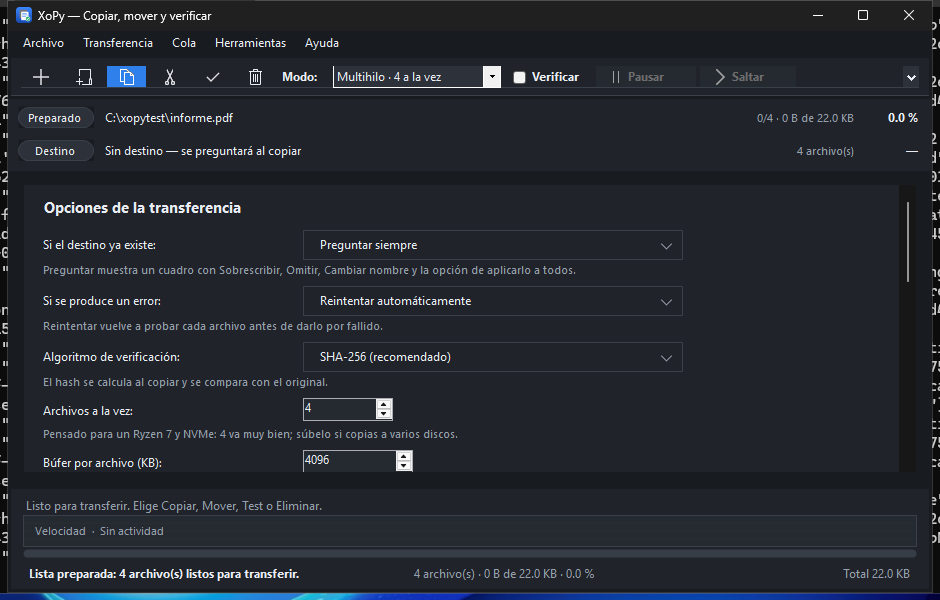 XoPy — Copiar, mover y verificar
Archivo Transferencia Cola Herramientas Ayuda
Modo: Multihilo · 4 a la vez Verificar Pausar Saltar
Preparado C:\xopytest\informe.pdf 0/4 · 0 B de 22.0 KB 0.0 %
Destino Sin destino — se preguntará al copiar 4 archivo(s) —
Opciones de la transferencia
Si el destino ya existe: Preguntar siempre
Preguntar muestra un cuadro con Sobrescribir, Omitir, Cambiar nombre y la opción de aplicarlo a todos.
Si se produce un error: Reintentar automáticamente
Reintentar vuelve a probar cada archivo antes de darlo por fallido.
Algoritmo de verificación: SHA-256 (recomendado)
El hash se calcula al copiar y se compara con el original.
Archivos a la vez: 4
Pensado para un Ryzen 7 y NVMe: 4 va muy bien; súbelo si copias a varios discos.
Búfer por archivo (KB): 4096
Listo para transferir. Elige Copiar, Mover, Test o Eliminar.
Velocidad · Sin actividad
Lista preparada: 4 archivo(s) listos para transferir. 4 archivo(s) · 0 B de 22.0 KB · 0.0 % Total 22.0 KB